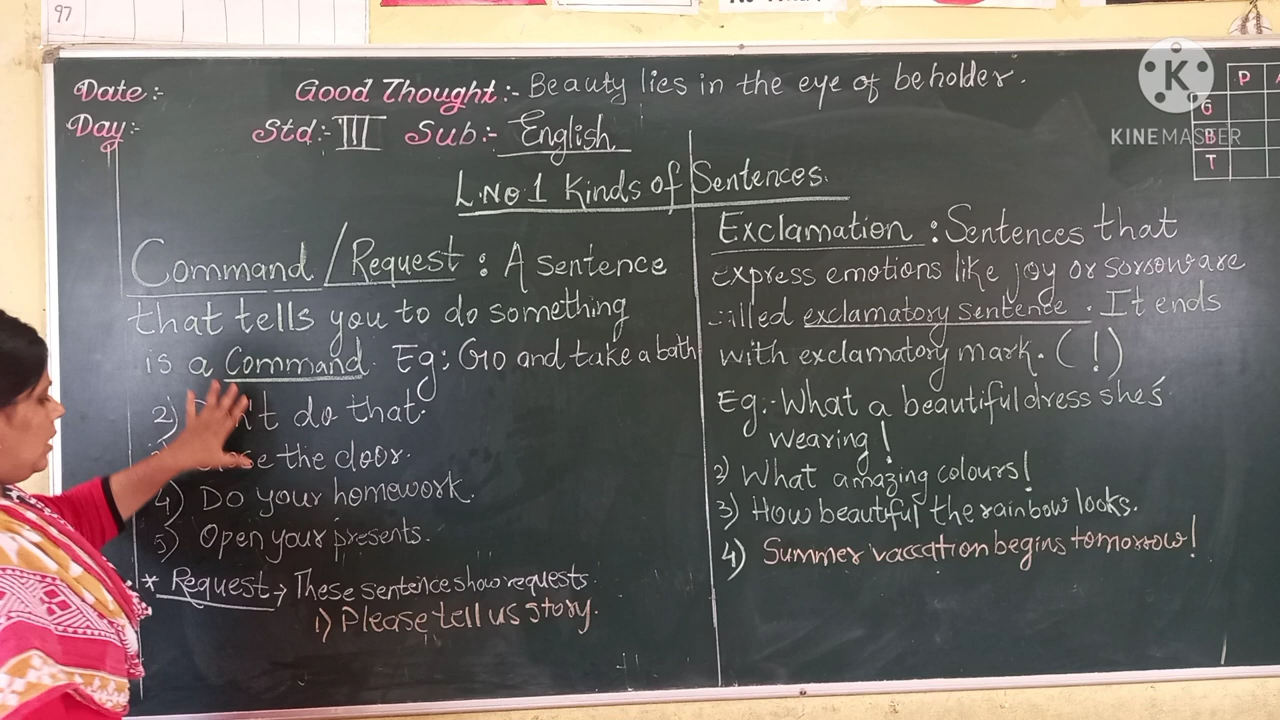 97
Date:- Good Thought:- Beauty lies in the eye of beholder.
Day:- Std:- III Sub:- English
L.No.1 Kinds of Sentences.
Command/Request: A sentence
that tells you to do something
is a Command. Eg: Go and take a bath
2) do that.
the door.
4) Do your homework.
5) Open your presents.
* Request → These sentence show requests.
1) Please tell us story.
Exclamation: Sentences that
express emotions like joy or sorrow are
exclamatory sentence. It ends
with exclamatory mark. (!)
Eg:- What a beautiful dress she's
wearing!
2) What amazing colours!
3) How beautiful the rainbow looks.
4) Summer vaccation begins tomorrow!
P A
G
B
T
K
KINEMASTER